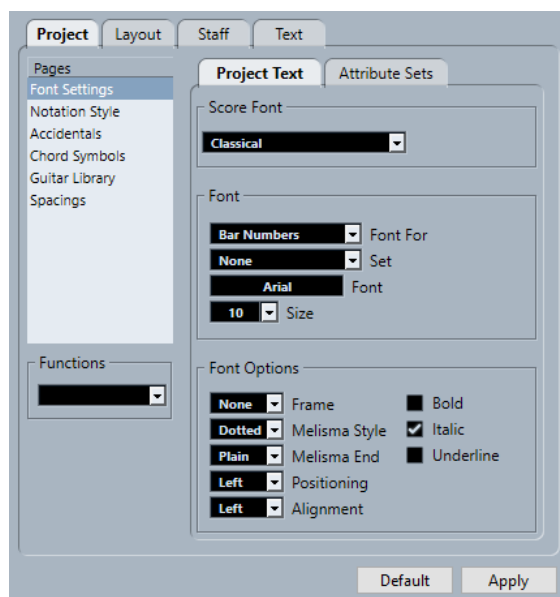 Project Layout Staff Text
Pages
Font Settings
Notation Style
Accidentals
Chord Symbols
Guitar Library
Spacings
Functions
Project Text Attribute Sets
Score Font
Classical
Font
Bar Numbers Font For
None Set
Arial Font
10 Size
Font Options
None Frame Bold
Dotted Melisma Style Italic
Plain Melisma End Underline
Left Positioning
Left Alignment
Default Apply